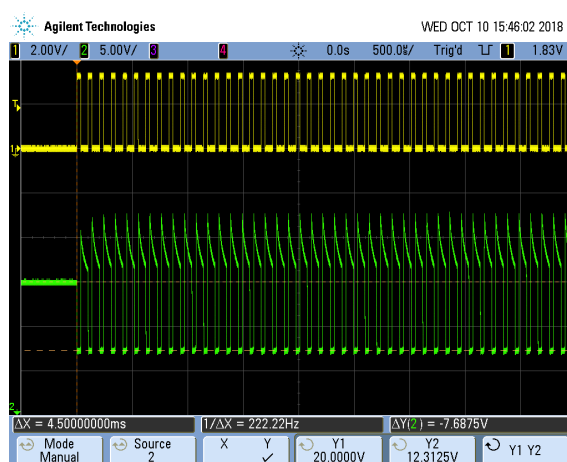 Agilent Technologies WED OCT 10 15:46:02 2018
1 2.00V/ 2 5.00V/ 3 4 0.0s 500.0%/ Trig'd 1 1.83V
T
1
2
ΔX = 4.50000000ms 1/ΔX = 222.22Hz ΔY(2) = -7.6875V
Mode Source X Y Y1 Y2 Y1 Y2
Manual 2 ✓ 20.0000V 12.3125V